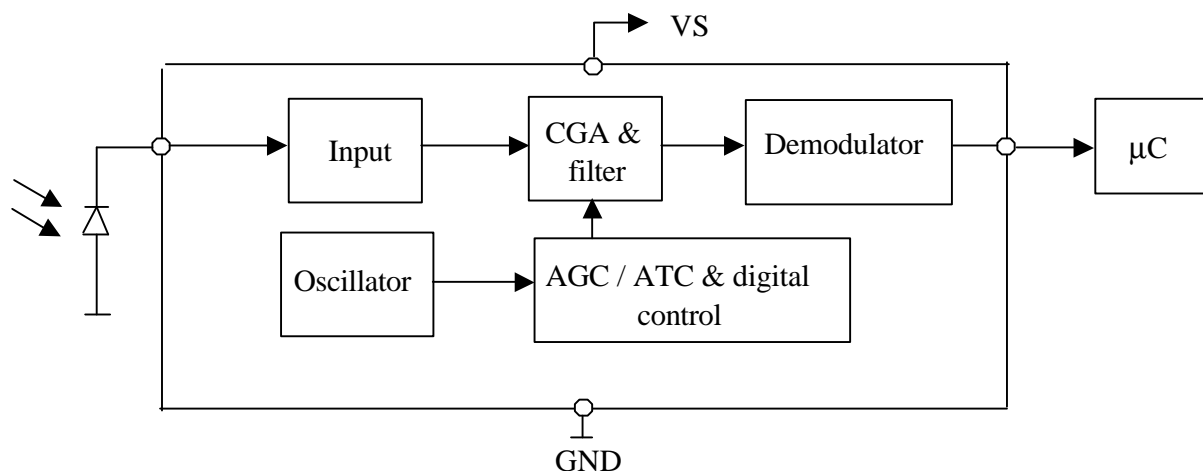 VS
Input
CGA &
filter
Demodulator
µC
Oscillator
AGC / ATC & digital
control
GND